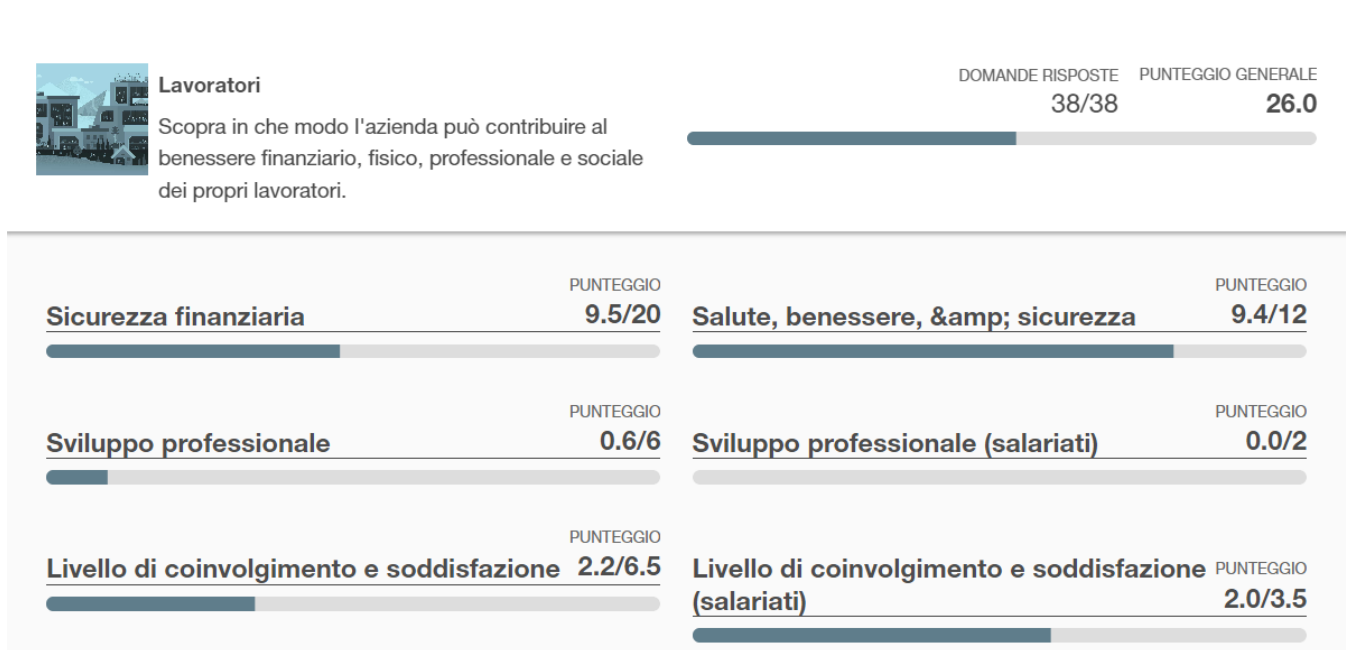 Lavoratori
Scopra in che modo l'azienda può contribuire al
benessere finanziario, fisico, professionale e sociale
dei propri lavoratori.
DOMANDE RISPOSTE PUNTEGGIO GENERALE
38/38 26.0
PUNTEGGIO
Sicurezza finanziaria 9.5/20
PUNTEGGIO
Salute, benessere, &amp; sicurezza 9.4/12
PUNTEGGIO
Sviluppo professionale 0.6/6
PUNTEGGIO
Sviluppo professionale (salariati) 0.0/2
PUNTEGGIO
Livello di coinvolgimento e soddisfazione 2.2/6.5
Livello di coinvolgimento e soddisfazione PUNTEGGIO
(salariati) 2.0/3.5